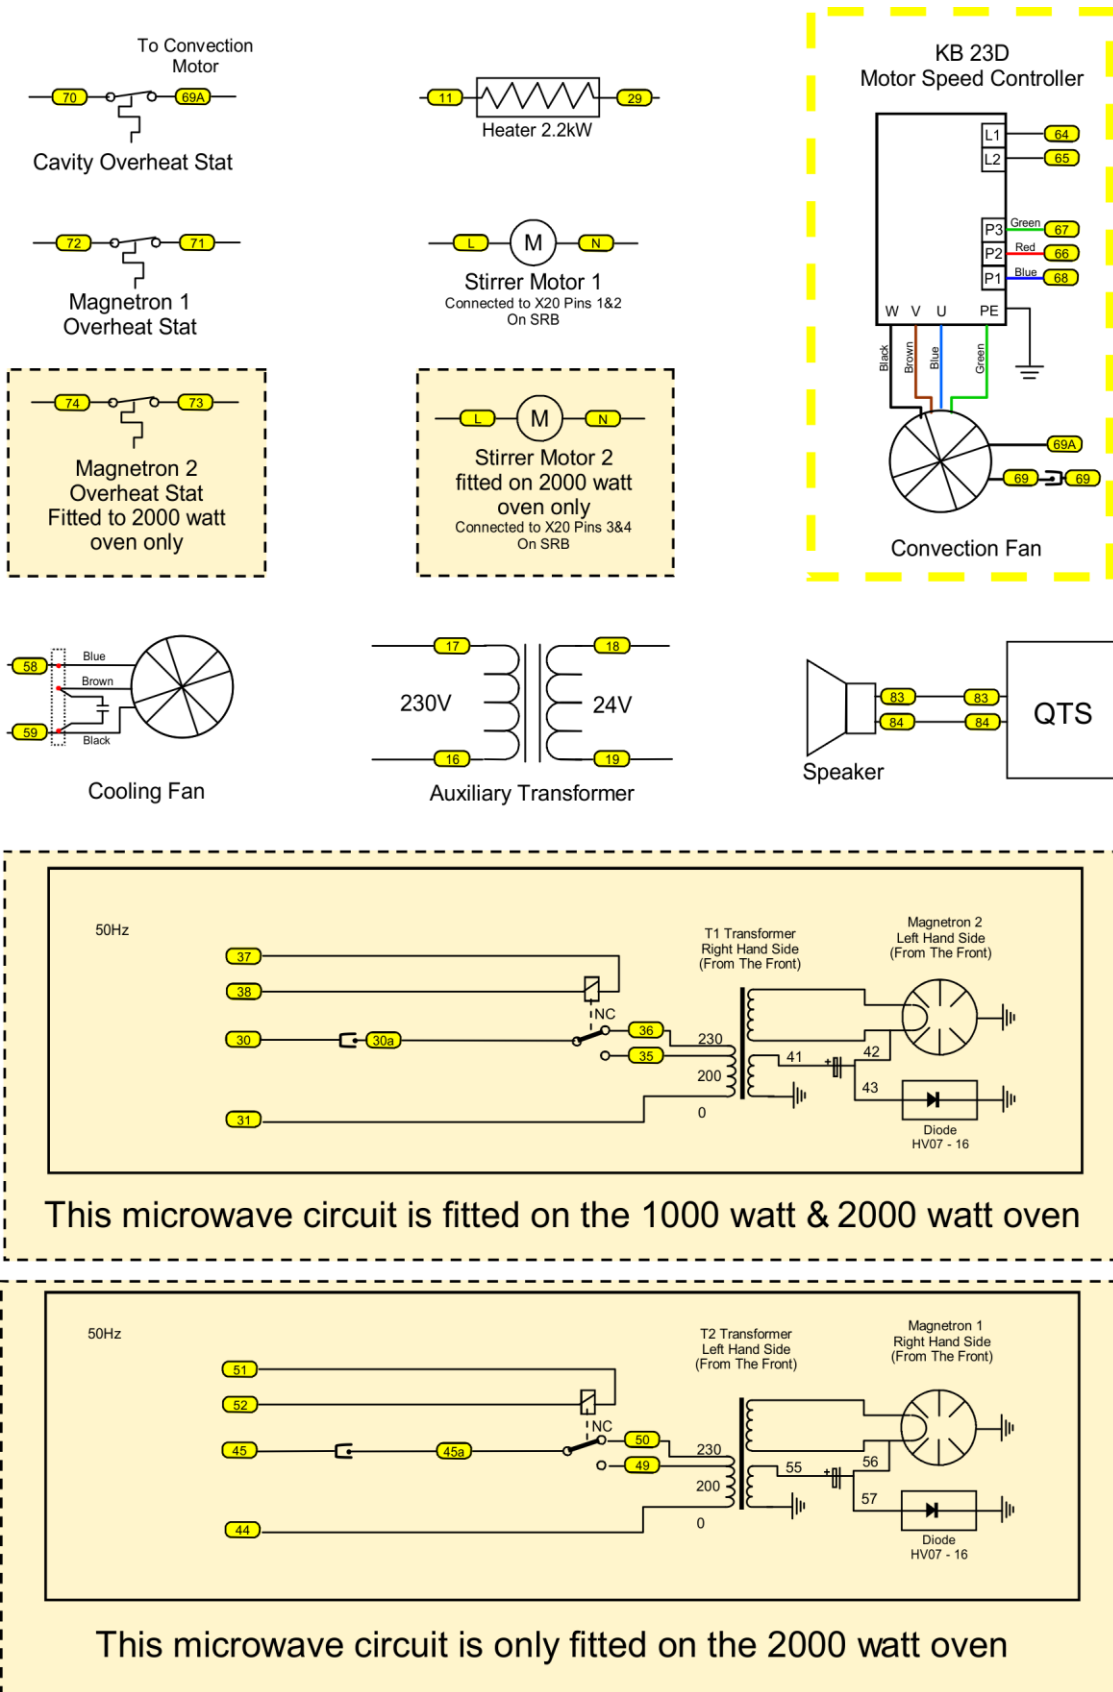 To Convection
Motor
70
69A
Cavity Overheat Stat
11
29
Heater 2.2kW
KB 23D
Motor Speed Controller
L1
64
L2
65
P3
Green
67
P2
Red
66
P1
Blue
68
W V U PE
Black
Brown
Blue
Green
69A
69
69
Convection Fan
72
71
Magnetron 1
Overheat Stat
L
M
N
Stirrer Motor 1
Connected to X20 Pins 1&2
On SRB
74
73
Magnetron 2
Overheat Stat
Fitted to 2000 watt
oven only
L
M
N
Stirrer Motor 2
fitted on 2000 watt
oven only
Connected to X20 Pins 3&4
On SRB
58
Blue
Brown
59
Black
Cooling Fan
17
18
230V
24V
16
19
Auxiliary Transformer
83
83
84
84
QTS
Speaker
50Hz
T1 Transformer
Right Hand Side
(From The Front)
Magnetron 2
Left Hand Side
(From The Front)
37
38
NC
30
30a
36
35
230
200
0
41
+
42
43
31
Diode
HV07 - 16
This microwave circuit is fitted on the 1000 watt & 2000 watt oven
50Hz
T2 Transformer
Left Hand Side
(From The Front)
Magnetron 1
Right Hand Side
(From The Front)
51
52
NC
45
45a
50
49
230
200
0
55
+
56
57
44
Diode
HV07 - 16
This microwave circuit is only fitted on the 2000 watt oven